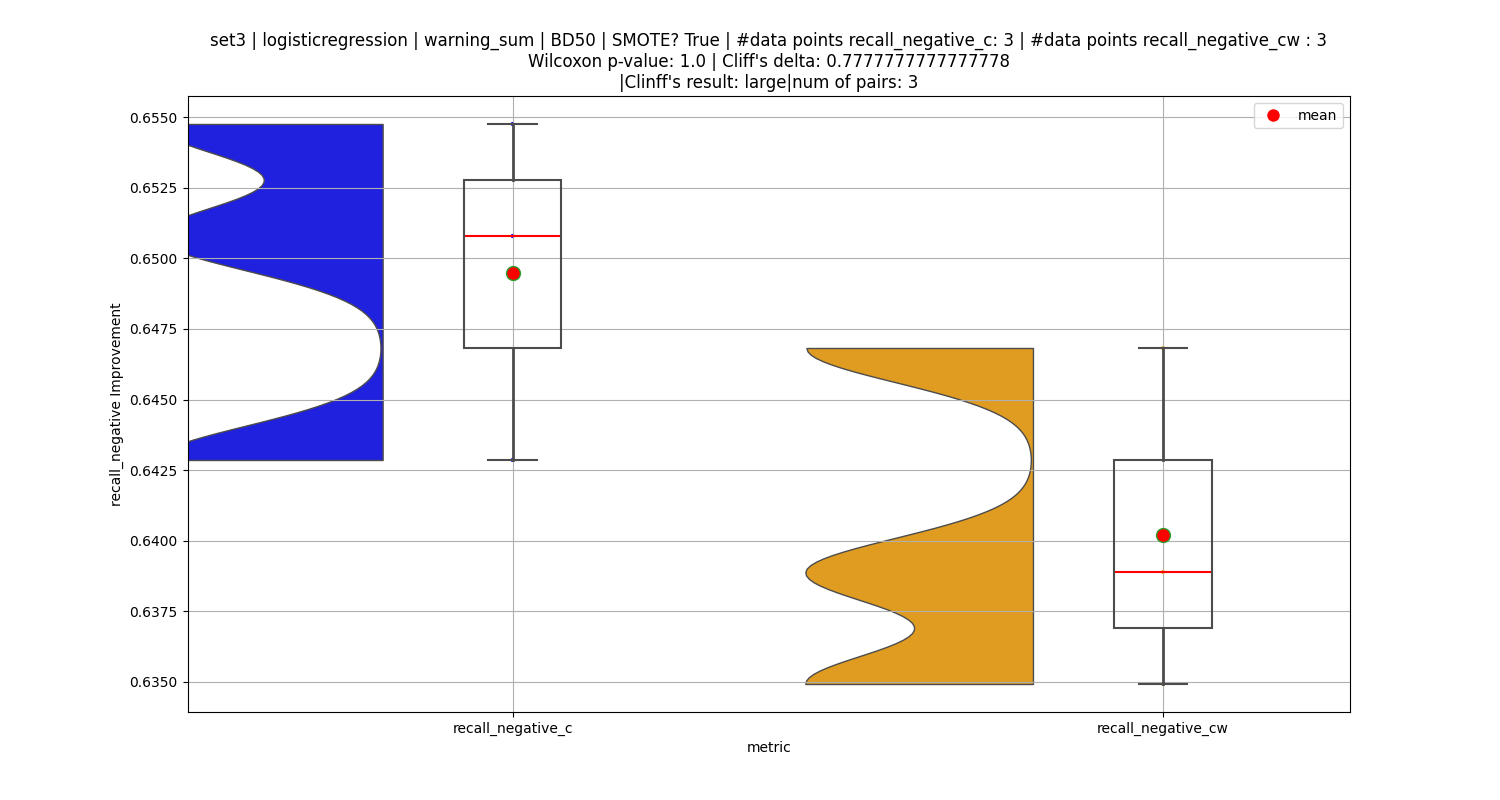 set3 | logisticregression | warning_sum | BD50 | SMOTE? True | #data points recall_negative_c: 3 | #data points recall_negative_cw : 3
Wilcoxon p-value: 1.0 | Cliff's delta: 0.7777777777777778
|Clinff's result: large|num of pairs: 3
mean
0.6550
0.6525
0.6500
0.6475
0.6450
0.6425
0.6400
0.6375
0.6350
recall_negative Improvement
recall_negative_c
recall_negative_cw
metric